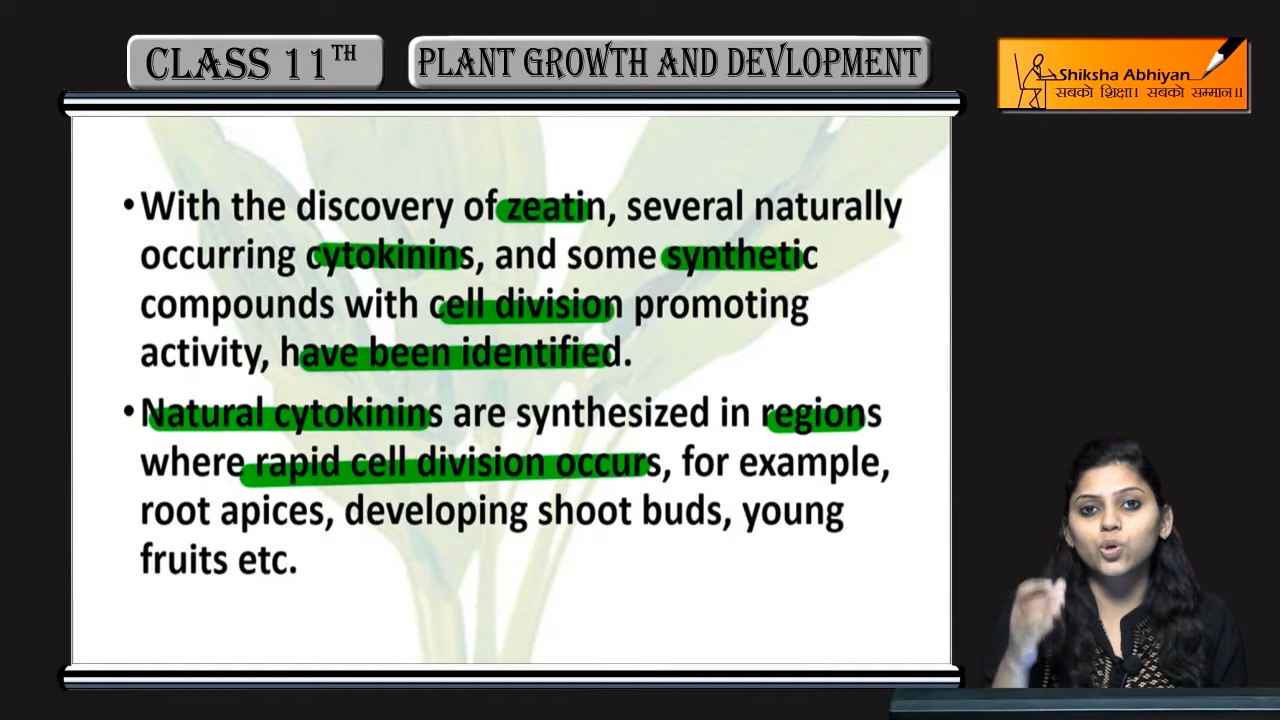 CLASS 11TH
PLANT GROWTH AND DEVLOPMENT
Shiksha Abhiyan
सबको शिक्षा। सबको सम्मान॥
•With the discovery of zeatin, several naturally
occurring cytokinins, and some synthetic
compounds with cell division promoting
activity, have been identified.
•Natural cytokinins are synthesized in regions
where rapid cell division occurs, for example,
root apices, developing shoot buds, young
fruits etc.